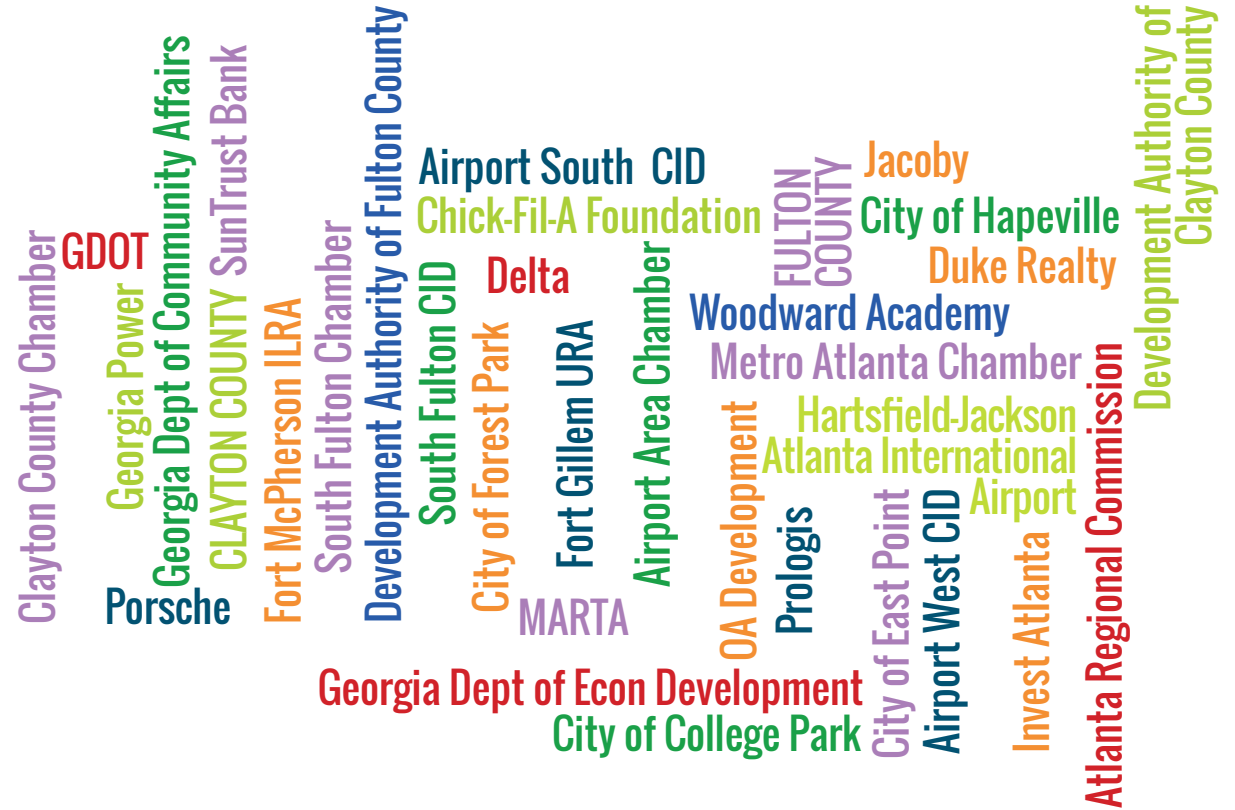 Clayton County Chamber
GDOT
Georgia Power
Porsche
Georgia Dept of Community Affairs
SunTrust Bank
CLAYTON COUNTY
Fort McPherson ILRA
South Fulton Chamber
Development Authority of Fulton County
Airport South CID
Chick-Fil-A Foundation
South Fulton CID
Delta
City of Forest Park
Fort Gillem URA
Airport Area Chamber
MARTA
Georgia Dept of Econ Development
City of College Park
FULTON
COUNTY
Jacoby
City of Hapeville
Duke Realty
Woodward Academy
Metro Atlanta Chamber
Hartsfield-Jackson
Atlanta International
Airport
OA Development
Prologis
City of East Point
Airport West CID
Invest Atlanta
Atlanta Regional Commission
Development Authority of
Clayton County